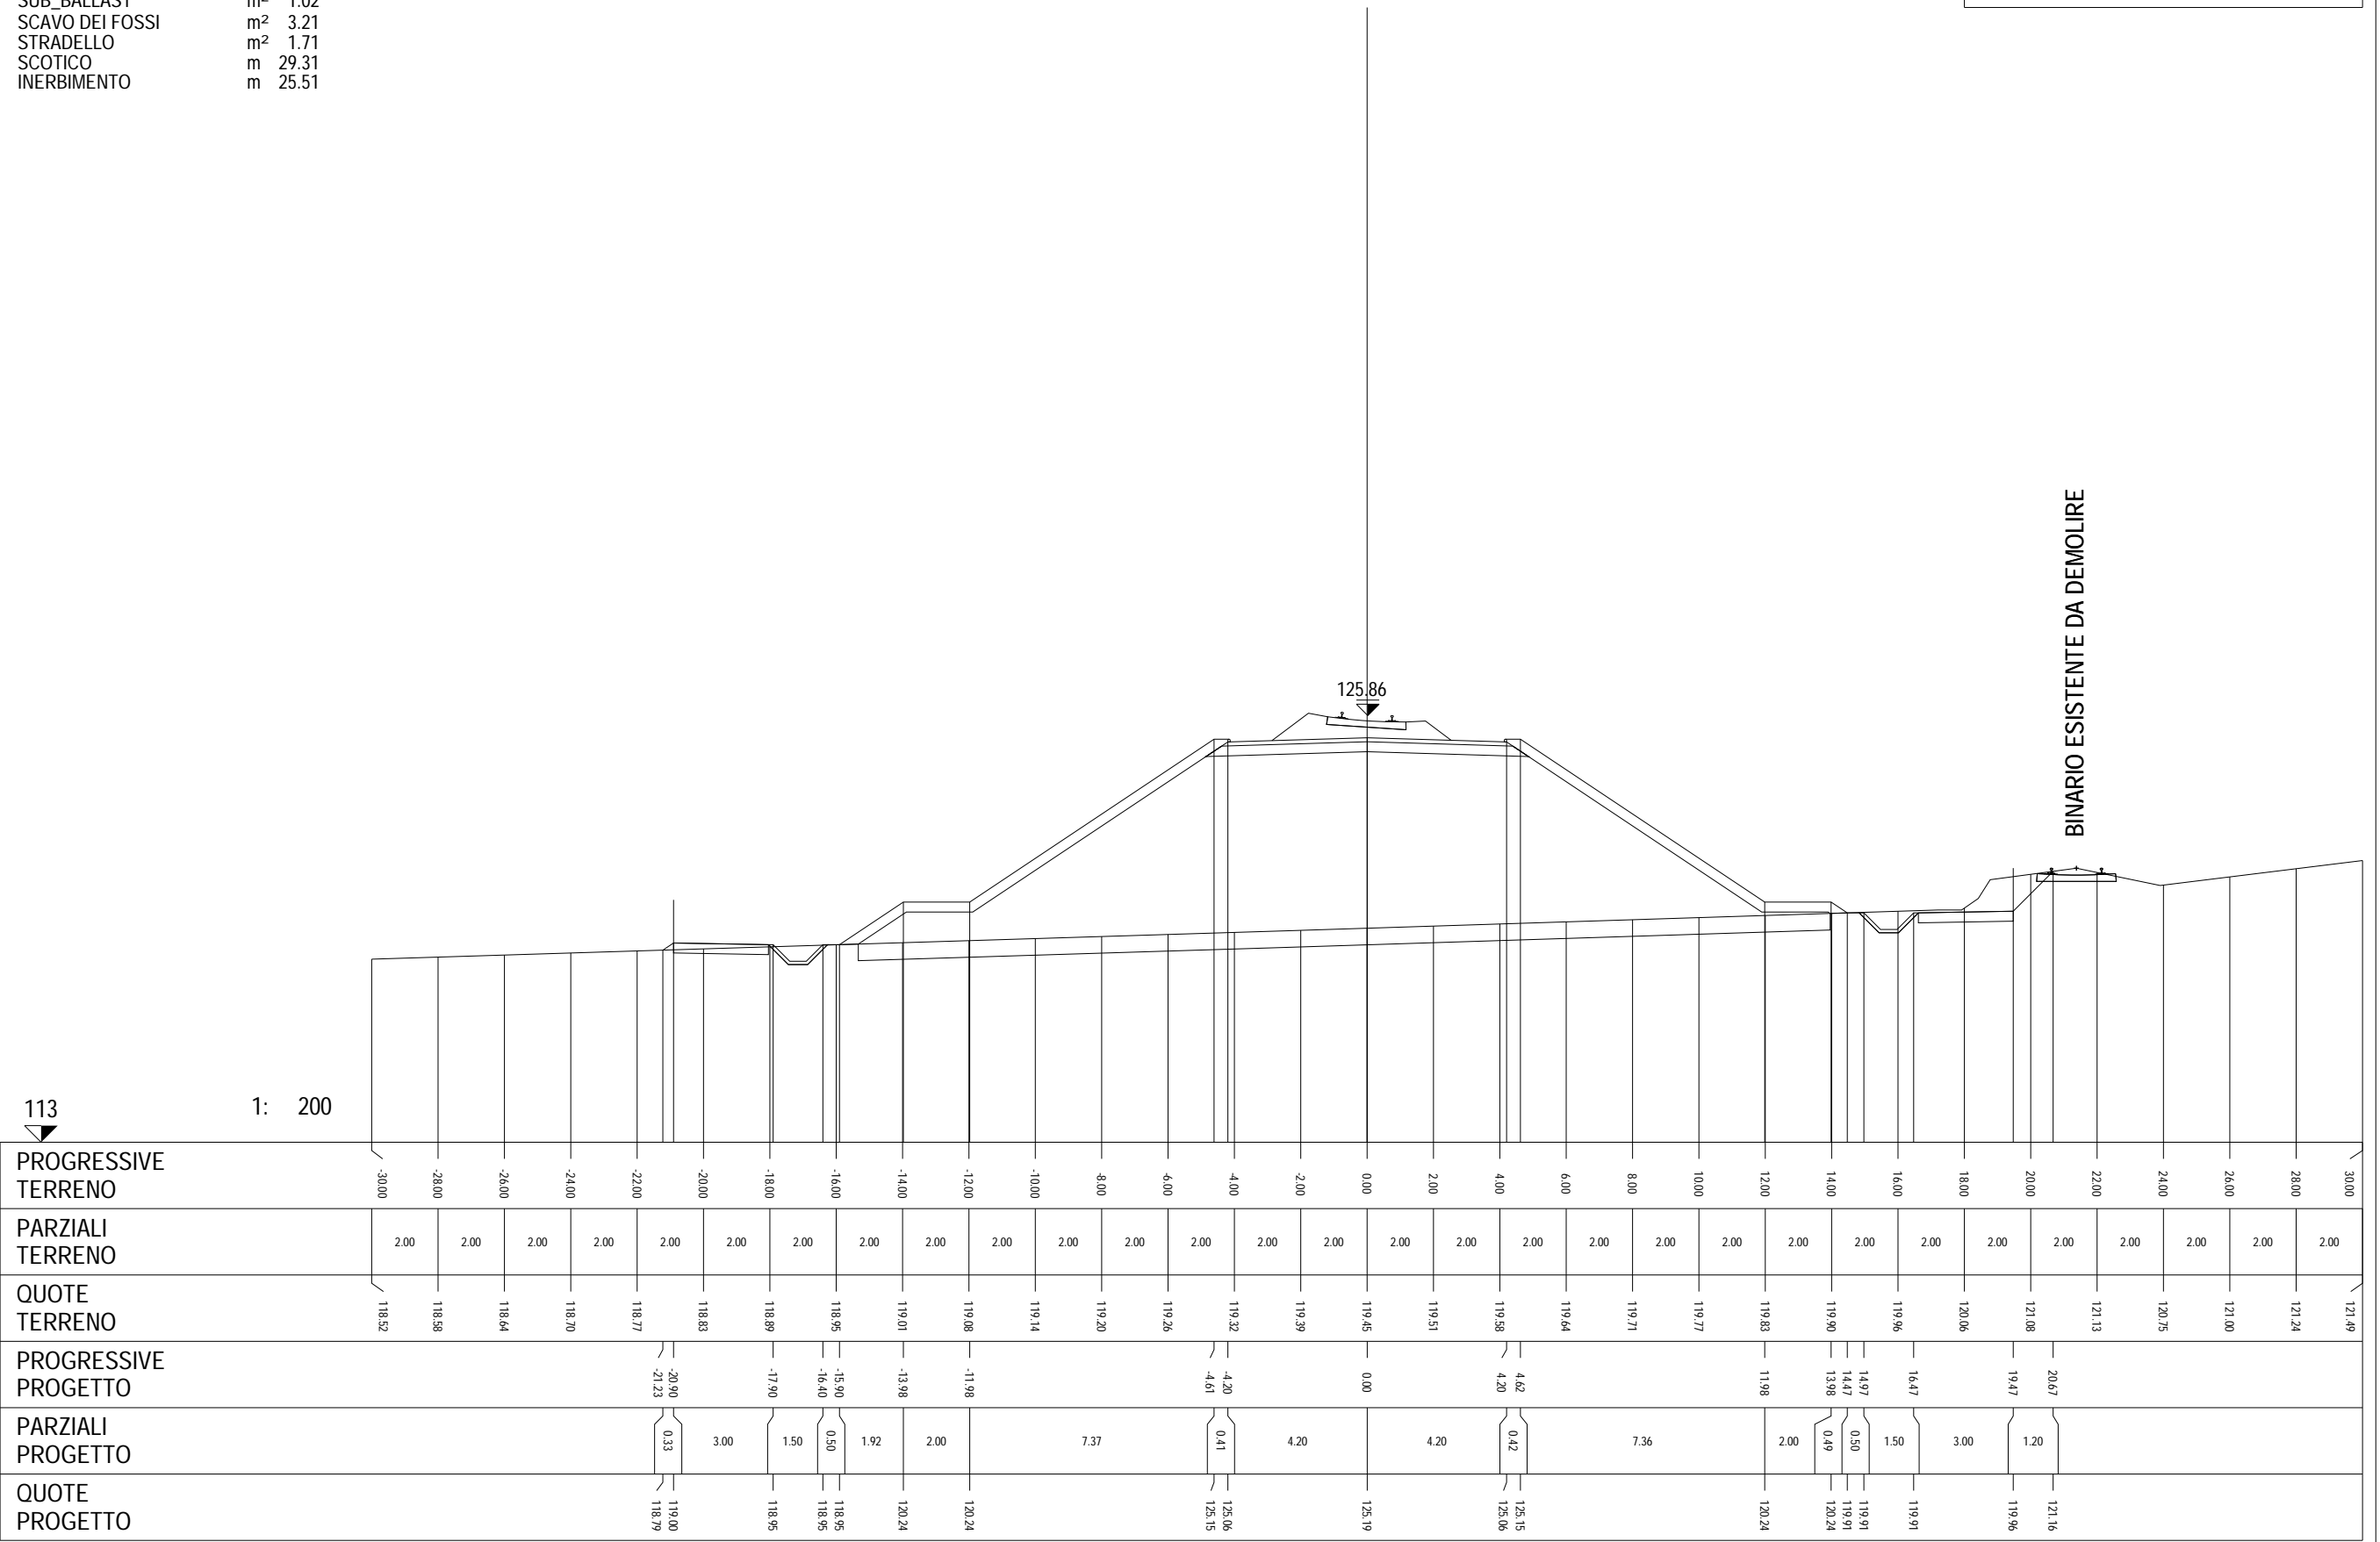 SUB_BALLAST m² 1.02
SCAVO DEI FOSSI m² 3.21
STRADELLO m² 1.71
SCOTICO m 29.31
INERBIMENTO m 25.51
BINARIO ESISTENTE DA DEMOLIRE
125.86
113 1: 200
PROGRESSIVE
TERRENO
-30.00 -28.00 -26.00 -24.00 -22.00 -20.00 -18.00 -16.00 -14.00 -12.00 -10.00 -8.00 -6.00 -4.00 -2.00 0.00 2.00 4.00 6.00 8.00 10.00 12.00 14.00 16.00 18.00 20.00 22.00 24.00 26.00 28.00 30.00
PARZIALI
TERRENO
2.00 2.00 2.00 2.00 2.00 2.00 2.00 2.00 2.00 2.00 2.00 2.00 2.00 2.00 2.00 2.00 2.00 2.00 2.00 2.00 2.00 2.00 2.00 2.00 2.00 2.00 2.00 2.00 2.00 2.00
QUOTE
TERRENO
118.52 118.58 118.64 118.70 118.77 118.83 118.89 118.95 119.01 119.08 119.14 119.20 119.26 119.32 119.39 119.45 119.51 119.58 119.64 119.71 119.77 119.83 119.90 119.96 120.06 121.08 121.13 120.75 121.00 121.24 121.49
PROGRESSIVE
PROGETTO
-21.23 -20.90 -17.90 -16.40 -15.90 -13.98 -11.98 -4.61 -4.20 0.00 4.20 4.62 11.98 13.98 14.47 14.97 16.47 19.47 20.67
PARZIALI
PROGETTO
0.33 3.00 1.50 0.50 1.92 2.00 7.37 0.41 4.20 4.20 0.42 7.36 2.00 0.49 0.50 1.50 3.00 1.20
QUOTE
PROGETTO
118.79 119.00 118.95 118.95 118.95 120.24 120.24 125.15 125.06 125.19 125.06 125.15 120.24 120.24 119.91 119.91 119.91 119.96 121.16